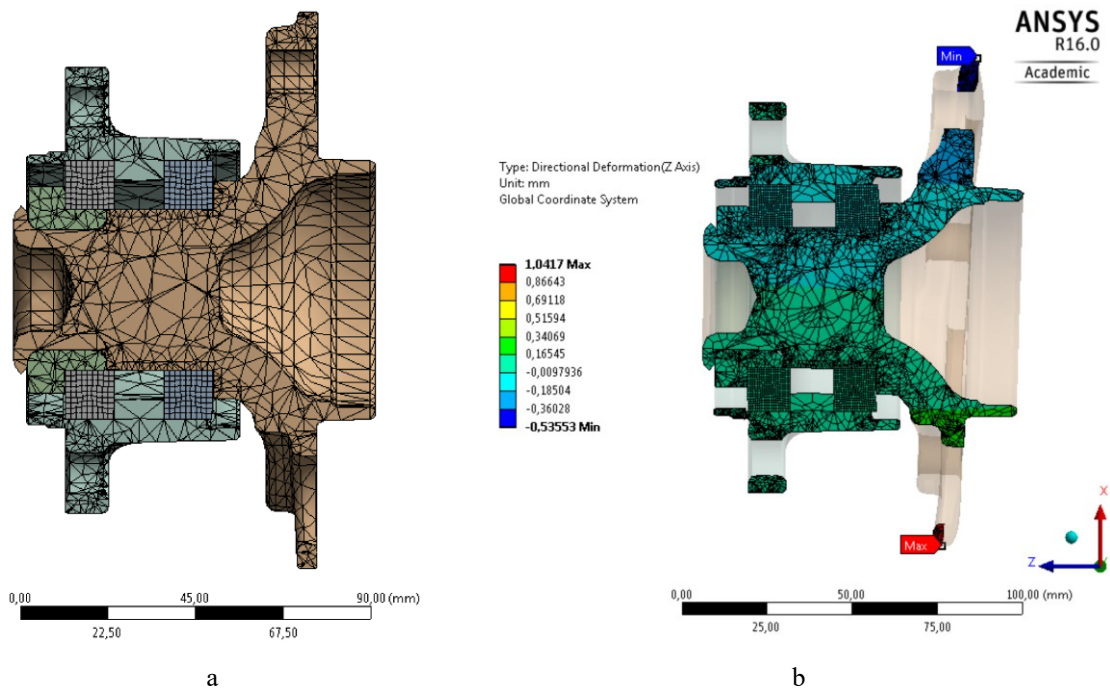 ANSYS
R16.0
Academic
Min
Type: Directional Deformation(Z Axis)
Unit: mm
Global Coordinate System
1,0417 Max
0,86643
0,69118
0,51594
0,34069
0,16545
-0,0097936
-0,18504
-0,36028
-0,53553 Min
Max
X
Z
0,00 45,00 90,00 (mm)
22,50 67,50
0,00 50,00 100,00 (mm)
25,00 75,00
a b